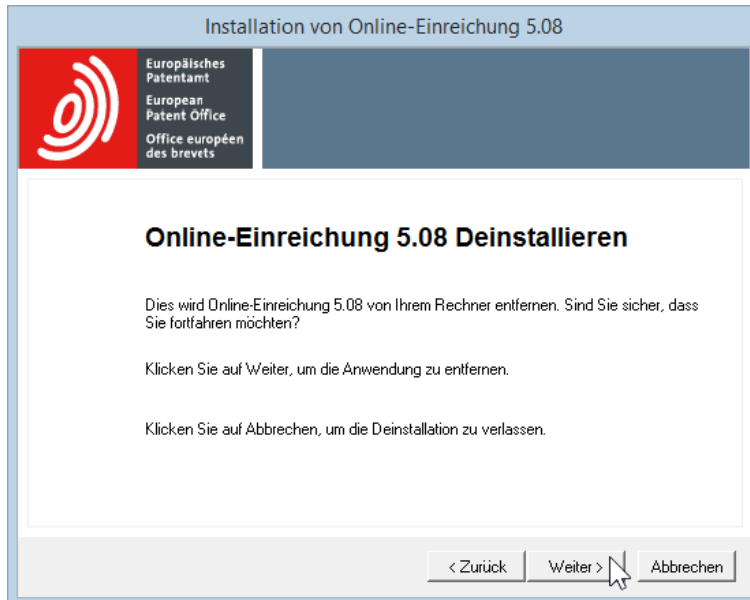 Installation von Online-Einreichung 5.08
Europäisches
Patentamt
European
Patent Office
Office européen
des brevets
Online-Einreichung 5.08 Deinstallieren
Dies wird Online-Einreichung 5.08 von Ihrem Rechner entfernen. Sind Sie sicher, dass
Sie fortfahren möchten?
Klicken Sie auf Weiter, um die Anwendung zu entfernen.
Klicken Sie auf Abbrechen, um die Deinstallation zu verlassen.
< Zurück Weiter > Abbrechen